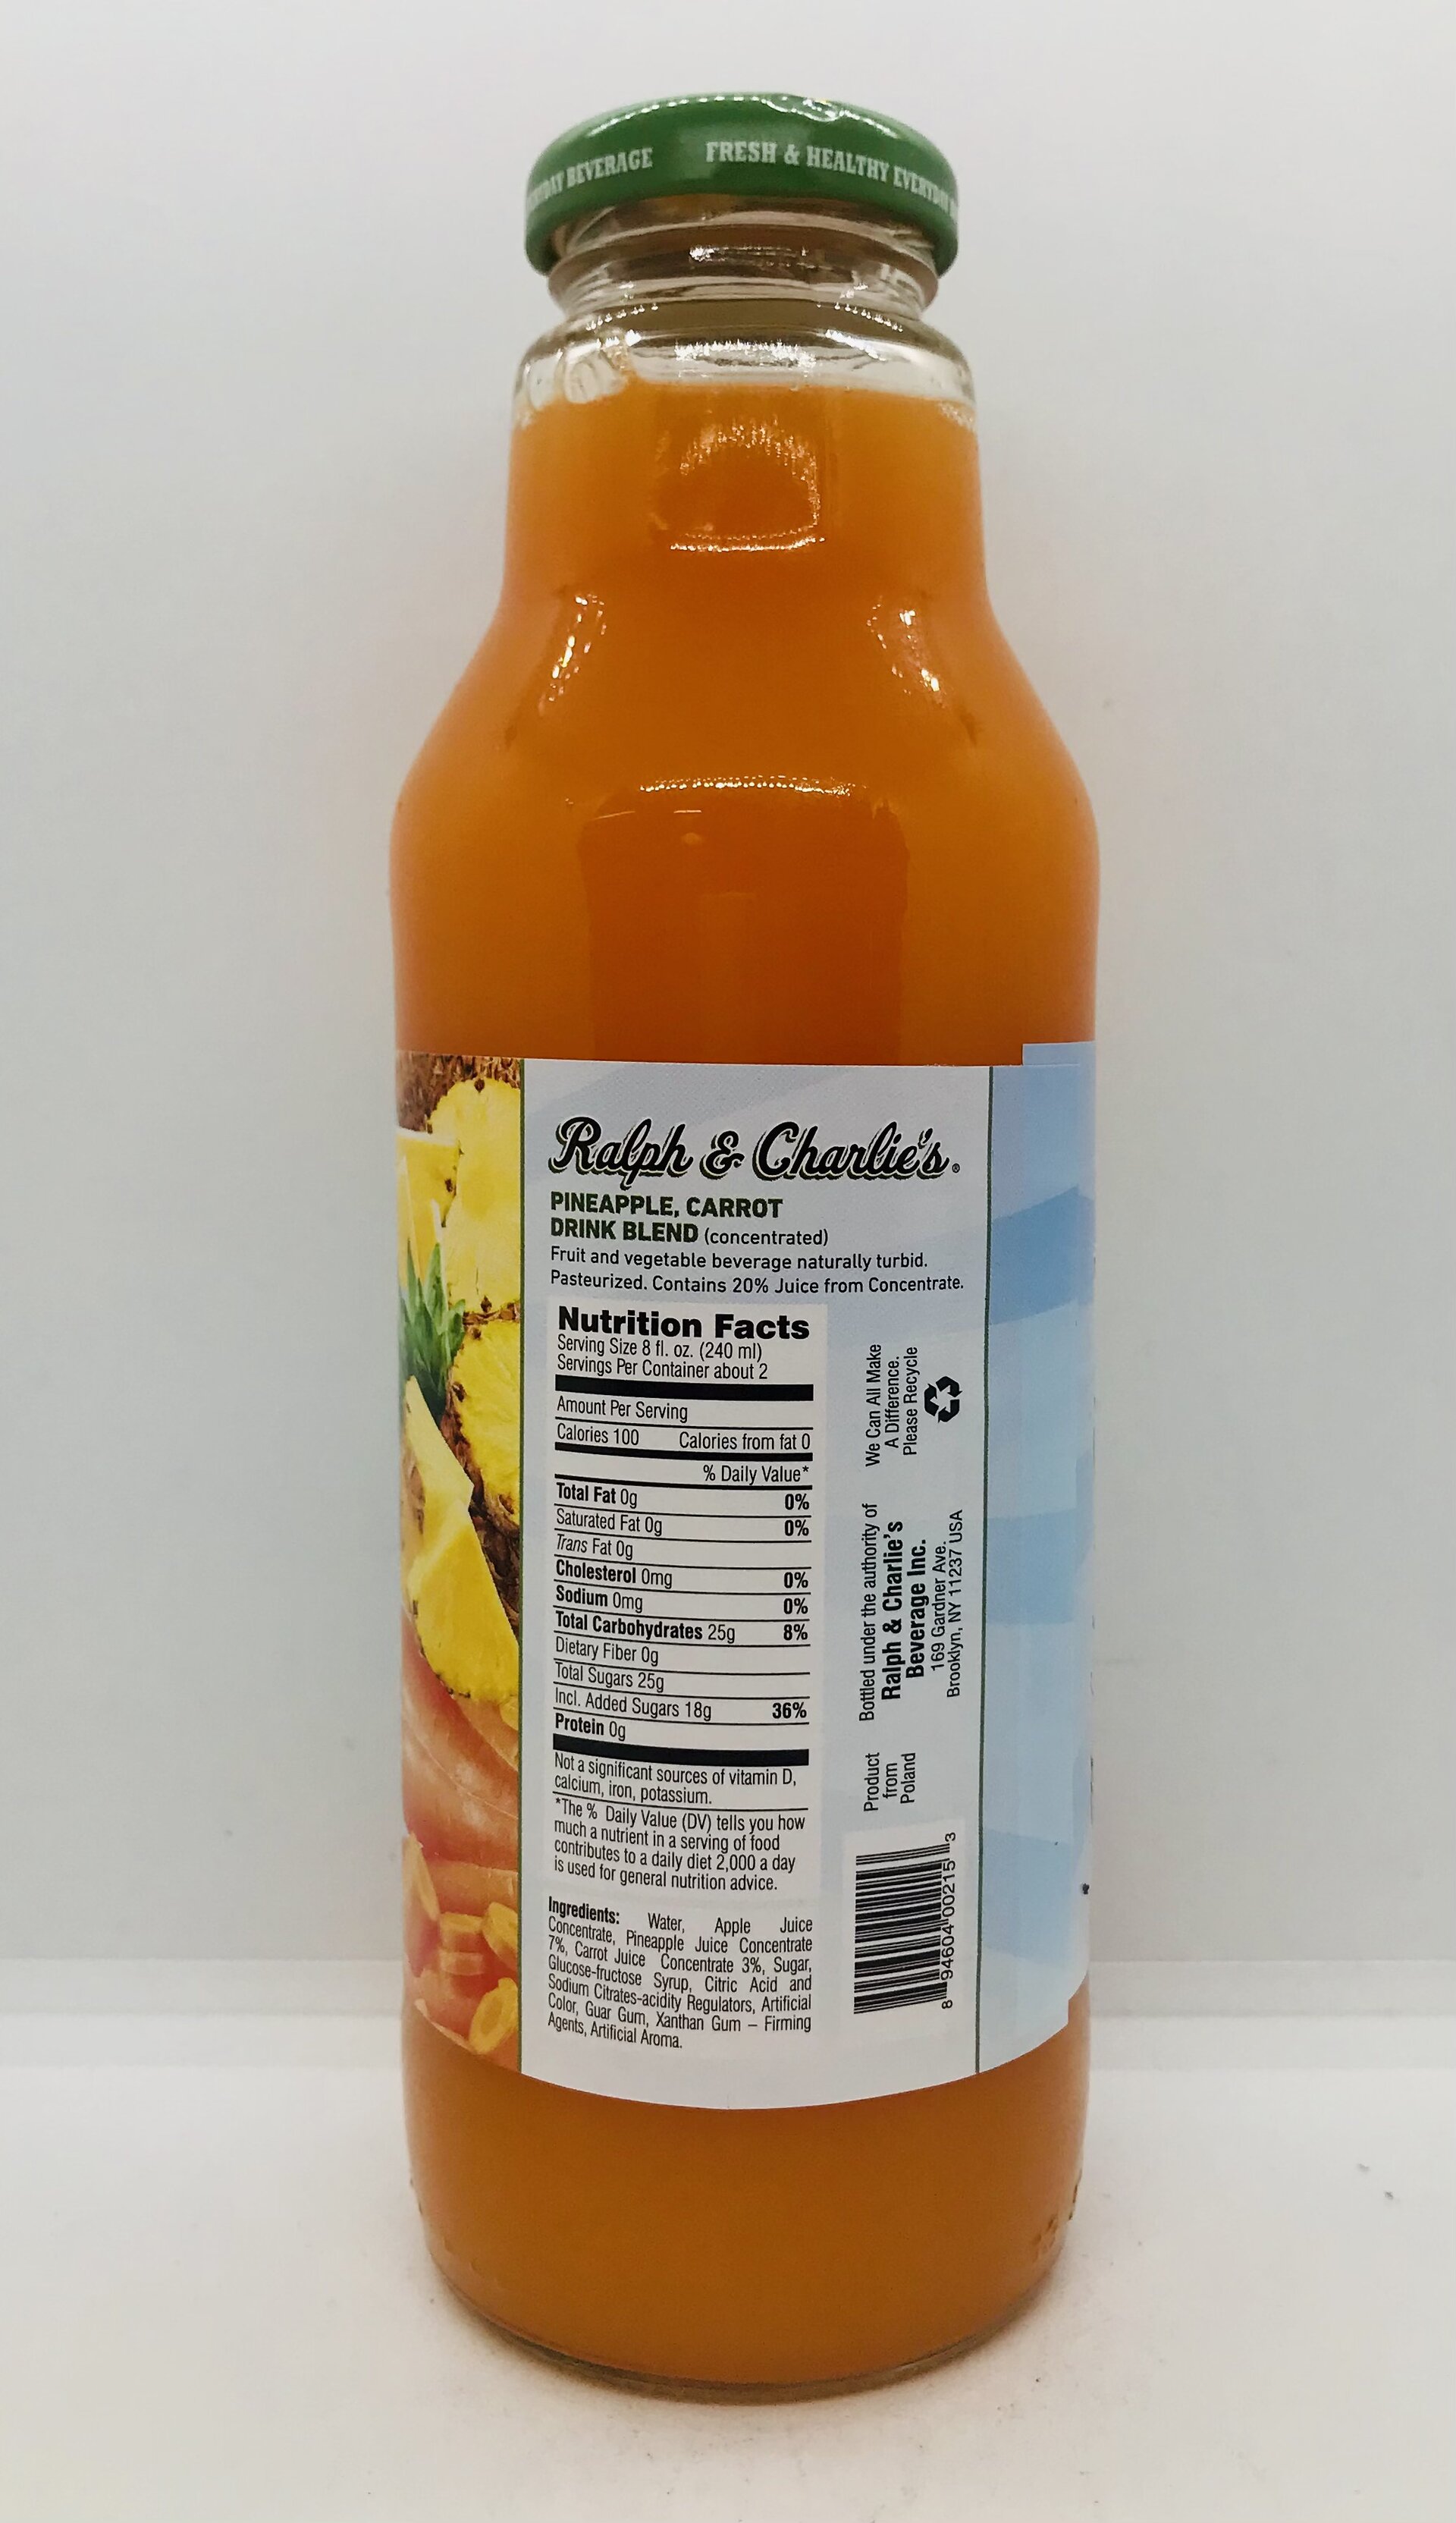 DAY BEVERAGE FRESH & HEALTHY EVERYDAY
Ralph & Charlie's®
PINEAPPLE, CARROT
DRINK BLEND (concentrated)
Fruit and vegetable beverage naturally turbid.
Pasteurized. Contains 20% Juice from Concentrate.
Nutrition Facts
Serving Size 8 fl. oz. (240 ml)
Servings Per Container about 2
Amount Per Serving
Calories 100 Calories from fat 0
% Daily Value*
Total Fat 0g 0%
Saturated Fat 0g 0%
Trans Fat 0g
Cholesterol 0mg 0%
Sodium 0mg 0%
Total Carbohydrates 25g 8%
Dietary Fiber 0g
Total Sugars 25g
Incl. Added Sugars 18g 36%
Protein 0g
Not a significant sources of vitamin D,
calcium, iron, potassium.
*The % Daily Value (DV) tells you how
much a nutrient in a serving of food
contributes to a daily diet 2,000 a day
is used for general nutrition advice.
Ingredients: Water, Apple Juice
Concentrate, Pineapple Juice Concentrate
7%, Carrot Juice Concentrate 3%, Sugar,
Glucose-fructose Syrup, Citric Acid and
Sodium Citrates-acidity Regulators, Artificial
Color, Guar Gum, Xanthan Gum – Firming
Agents, Artificial Aroma.
We Can All Make
A Difference.
Please Recycle
Bottled under the authority of
Ralph & Charlie's
Beverage Inc.
169 Gardner Ave.
Brooklyn, NY 11237 USA
Product
from
Poland
8 94604 00215 3